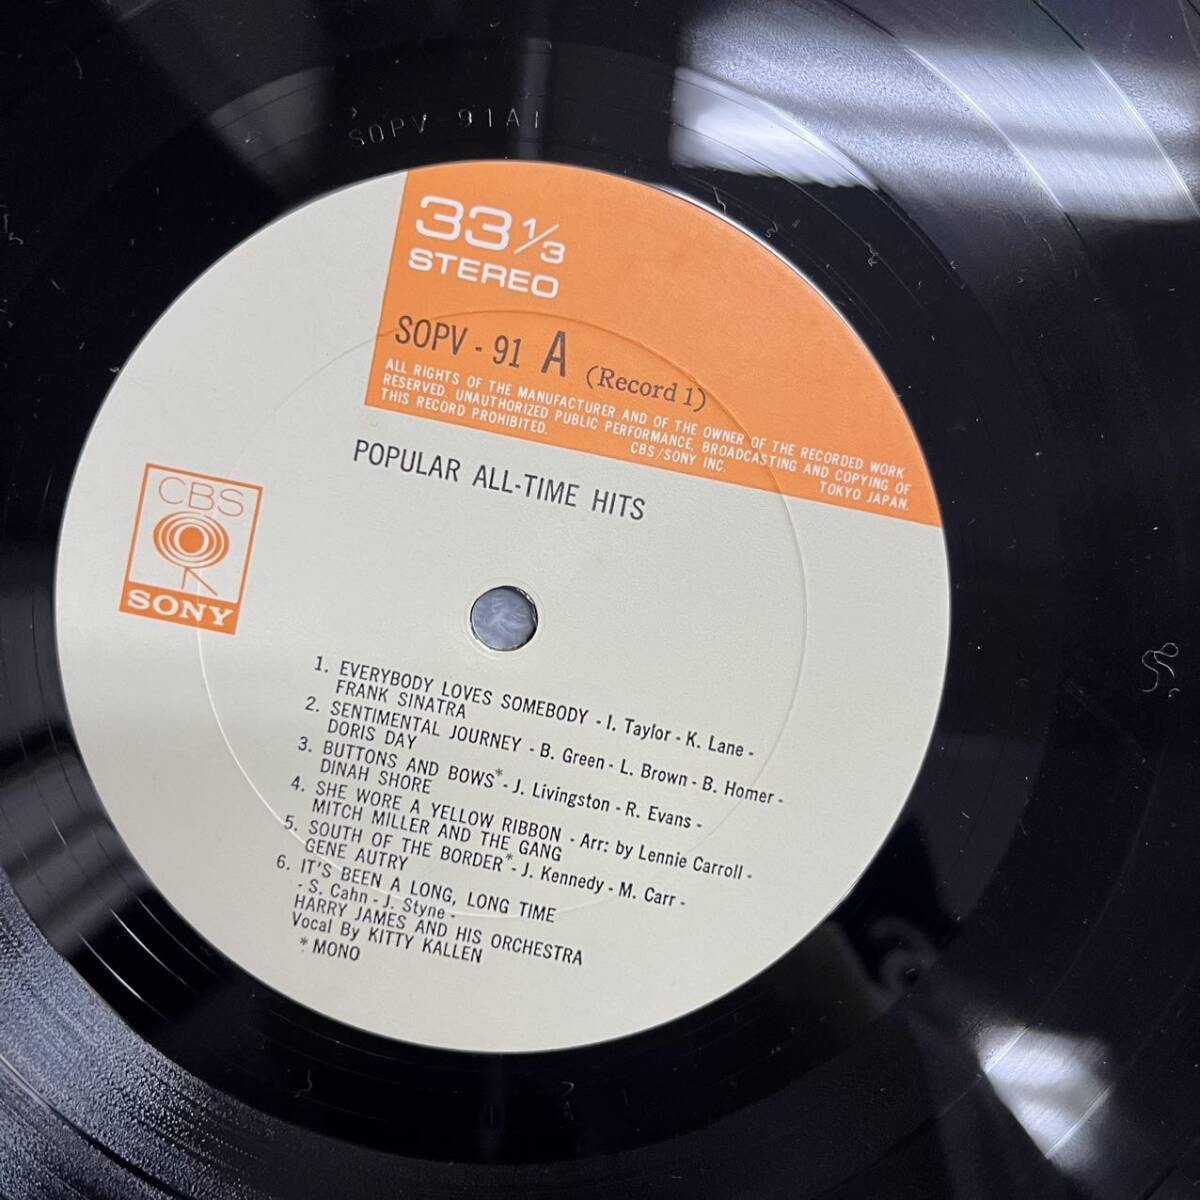 SOPV-91A1
33 1/3
STEREO
SOPV - 91 A (Record 1)
ALL RIGHTS OF THE MANUFACTURER AND OF THE OWNER OF THE RECORDED WORK
RESERVED. UNAUTHORIZED PUBLIC PERFORMANCE, BROADCASTING AND COPYING OF
THIS RECORD PROHIBITED. CBS/SONY INC. TOKYO JAPAN.
POPULAR ALL-TIME HITS
CBS
SONY
1. EVERYBODY LOVES SOMEBODY - I. Taylor - K. Lane -
FRANK SINATRA
2. SENTIMENTAL JOURNEY - B. Green - L. Brown - B. Homer -
DORIS DAY
3. BUTTONS AND BOWS* - J. Livingston - R. Evans -
DINAH SHORE
4. SHE WORE A YELLOW RIBBON - Arr: by Lennie Carroll -
MITCH MILLER AND THE GANG
5. SOUTH OF THE BORDER* - J. Kennedy - M. Carr -
GENE AUTRY
6. IT'S BEEN A LONG, LONG TIME
- S. Cahn - J. Styne -
HARRY JAMES AND HIS ORCHESTRA
Vocal By KITTY KALLEN
*: MONO